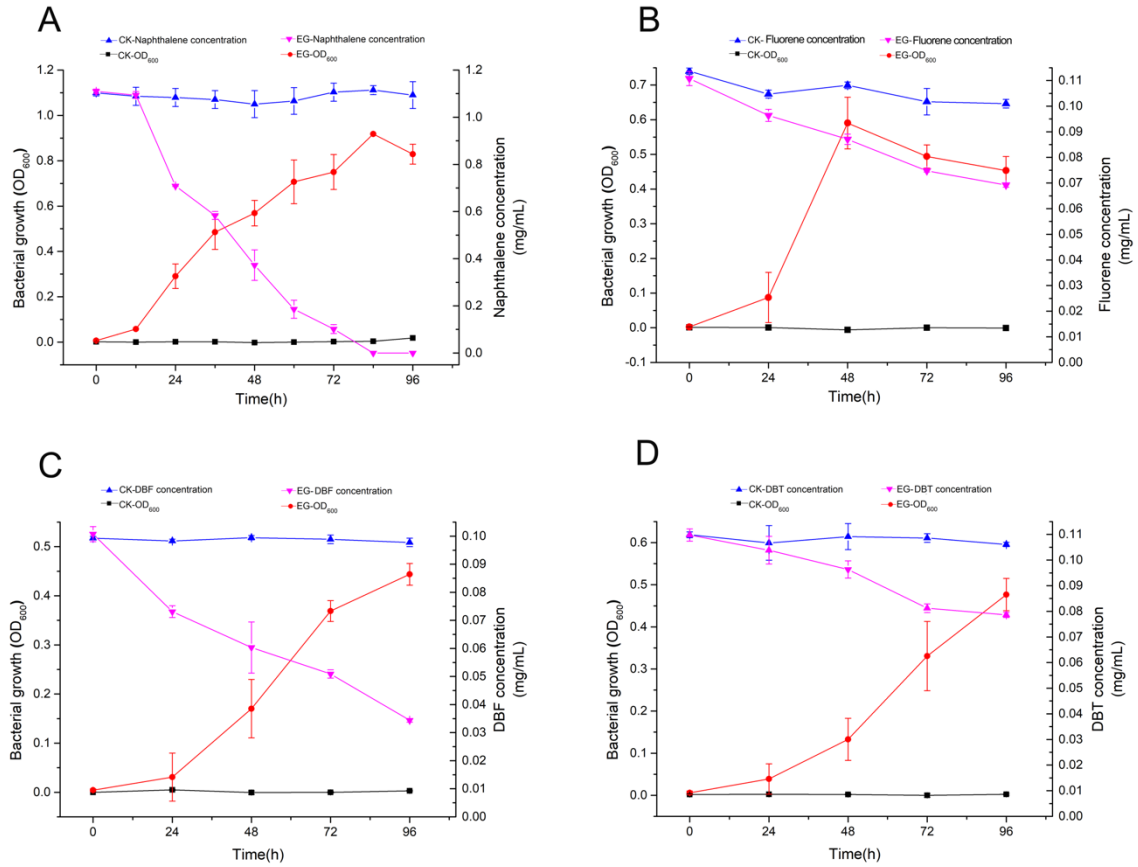 A
CK-Naphthalene concentration
EG-Naphthalene concentration
CK-OD600
EG-OD600
1.2
1.0
0.8
0.6
0.4
0.2
0.0
Bacterial growth (OD600)
1.2
1.0
0.8
0.6
0.4
0.2
0.0
Naphthalene concentration
(mg/mL)
0 24 48 72 96
Time(h)
B
CK- Fluorene concentration
EG- Fluorene concentration
CK-OD600
EG-OD600
0.7
0.6
0.5
0.4
0.3
0.2
0.1
0.0
-0.1
Bacterial growth (OD600)
0.11
0.10
0.09
0.08
0.07
0.06
0.05
0.04
0.03
0.02
0.01
0.00
Fluorene concentration
(mg/mL)
0 24 48 72 96
Time(h)
C
CK-DBF concentration
EG-DBF concentration
CK-OD600
EG-OD600
0.5
0.4
0.3
0.2
0.1
0.0
Bacterial growth (OD600)
0.10
0.09
0.08
0.07
0.06
0.05
0.04
0.03
0.02
0.01
0.00
DBF concentration
(mg/mL)
0 24 48 72 96
Time(h)
D
CK-DBT concentration
EG-DBT concentration
CK-OD600
EG-OD600
0.6
0.5
0.4
0.3
0.2
0.1
0.0
Bacterial growth (OD600)
0.11
0.10
0.09
0.08
0.07
0.06
0.05
0.04
0.03
0.02
0.01
0.00
DBT concentration
(mg/mL)
0 24 48 72 96
Time(h)